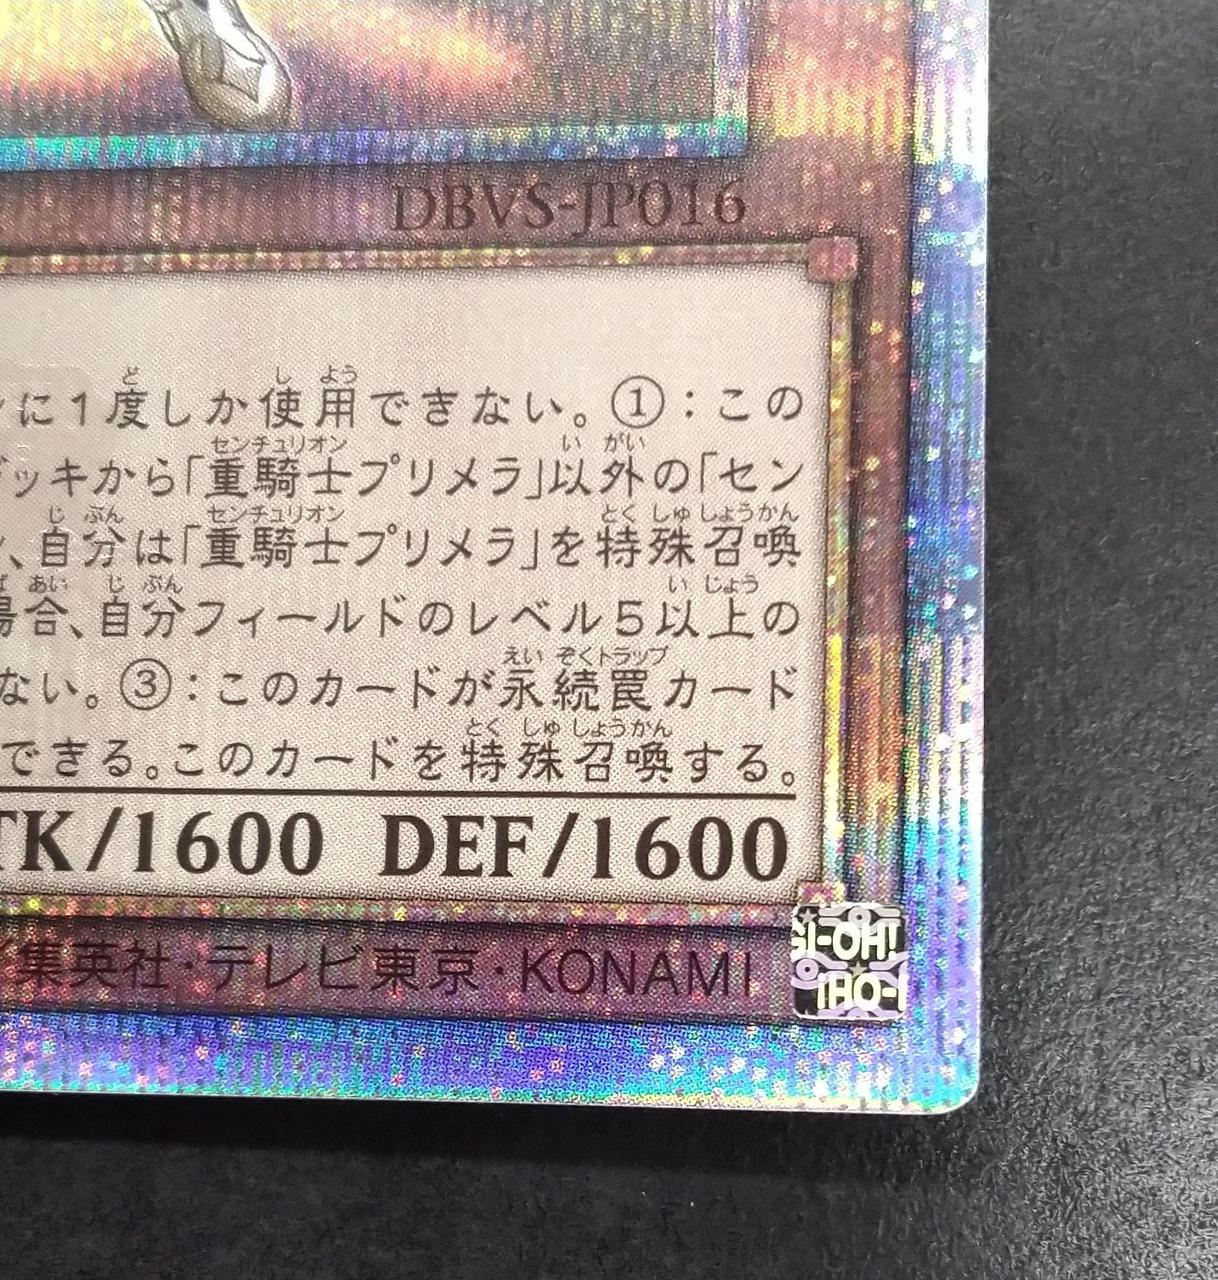 DBVS-JP016
に1度しか使用できない。①：この
デッキから「重騎士プリメラ」以外の「セン
、自分は「重騎士プリメラ」を特殊召喚
場合、自分フィールドのレベル5以上の
ない。③：このカードが永続罠カード
できる。このカードを特殊召喚する。
TK/1600 DEF/1600
集英社・テレビ東京・KONAMI
GI-OH!